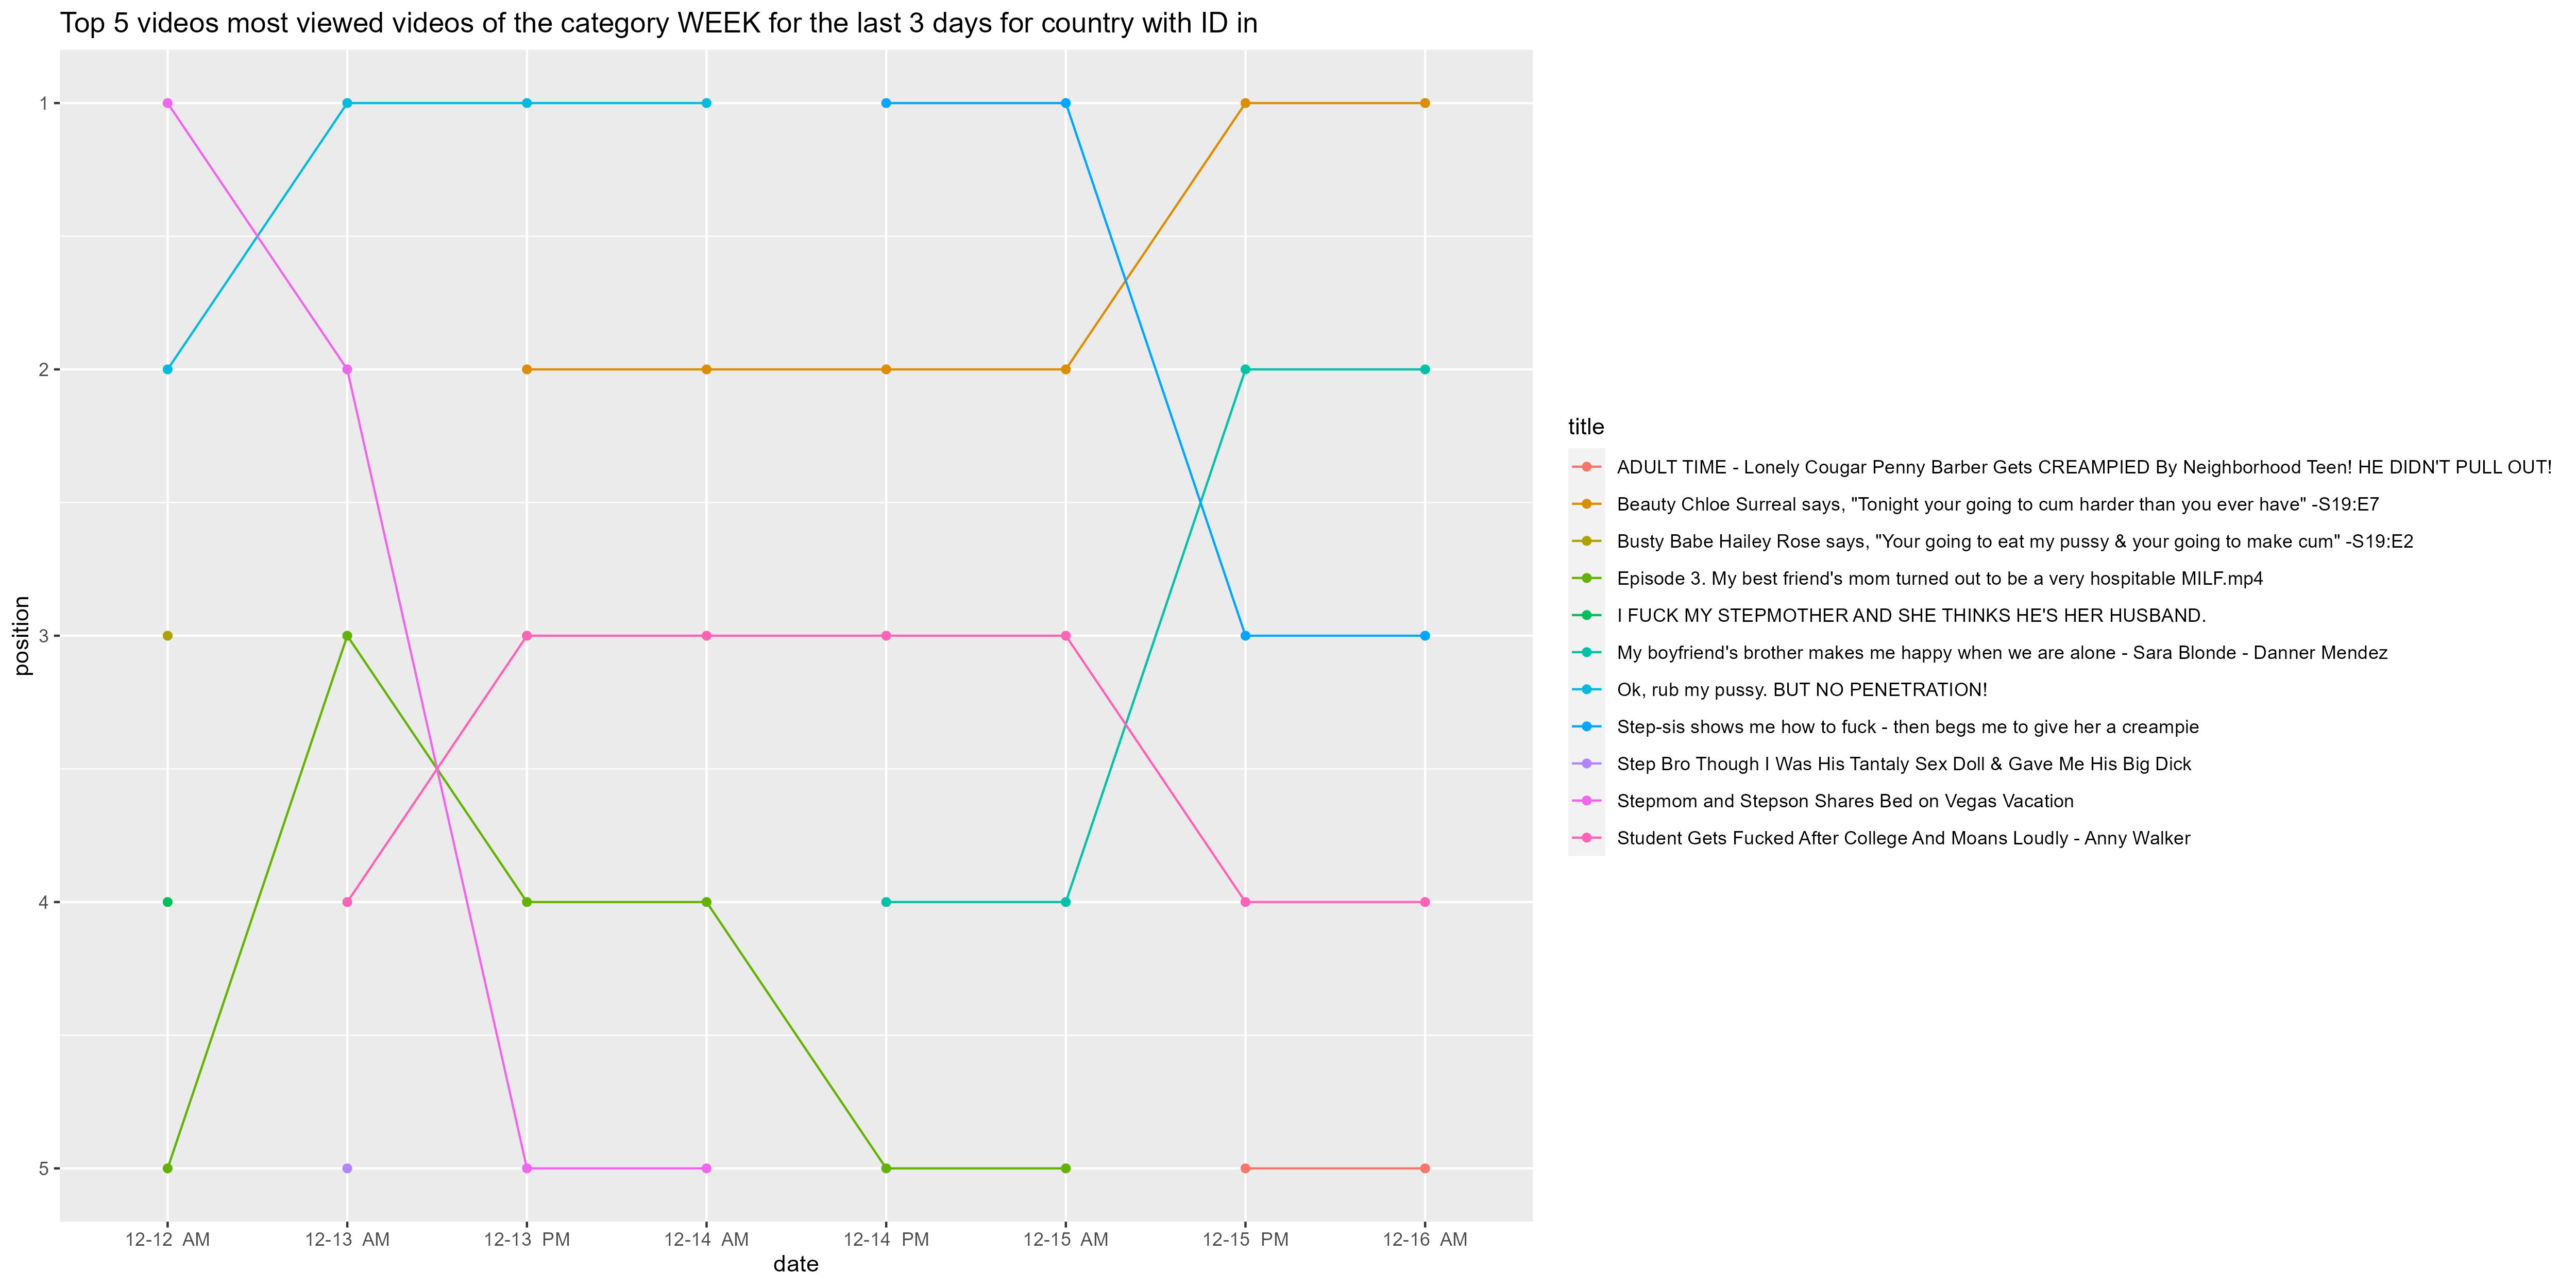 Top 5 videos most viewed videos of the category WEEK for the last 3 days for country with ID in
position
1
2
3
4
5
12-12 AM
12-13 AM
12-13 PM
12-14 AM
12-14 PM
12-15 AM
12-15 PM
12-16 AM
date
title
ADULT TIME - Lonely Cougar Penny Barber Gets CREAMPIED By Neighborhood Teen! HE DIDN'T PULL OUT!
Beauty Chloe Surreal says, "Tonight your going to cum harder than you ever have" -S19:E7
Busty Babe Hailey Rose says, "Your going to eat my pussy & your going to make cum" -S19:E2
Episode 3. My best friend's mom turned out to be a very hospitable MILF.mp4
I FUCK MY STEPMOTHER AND SHE THINKS HE'S HER HUSBAND.
My boyfriend's brother makes me happy when we are alone - Sara Blonde - Danner Mendez
Ok, rub my pussy. BUT NO PENETRATION!
Step-sis shows me how to fuck - then begs me to give her a creampie
Step Bro Though I Was His Tantaly Sex Doll & Gave Me His Big Dick
Stepmom and Stepson Shares Bed on Vegas Vacation
Student Gets Fucked After College And Moans Loudly - Anny Walker